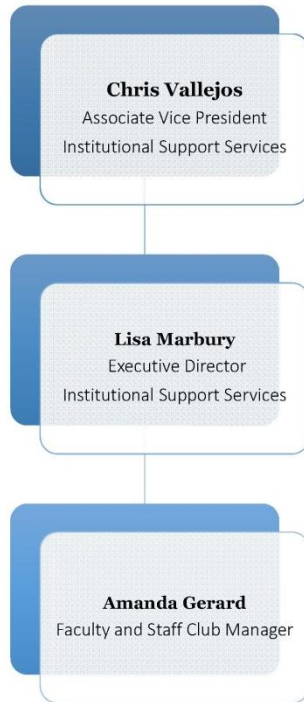 Chris Vallejos
Associate Vice President
Institutional Support Services
Lisa Marbury
Executive Director
Institutional Support Services
Amanda Gerard
Faculty and Staff Club Manager